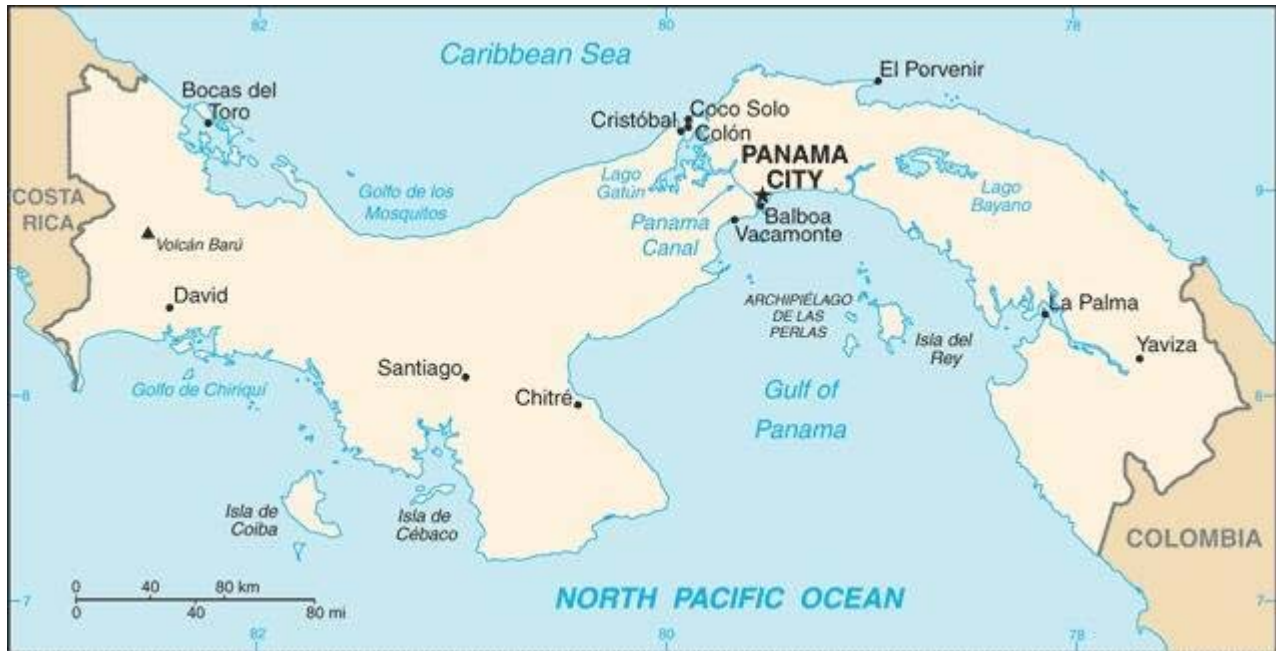 82
80
78
Caribbean Sea
El Porvenir
Bocas del
Toro
Coco Solo
Cristóbal
Colón
PANAMA
CITY
Lago
Gatún
Golfo de los
Mosquitos
Lago
Bayano
9
COSTA
RICA
Panama
Canal
Balboa
Vacamonte
Volcán Barú
David
ARCHIPIÉLAGO
DE LAS
PERLAS
La Palma
Isla del
Rey
Yaviza
Santiago
Golfo de Chiriquí
Chitré
8
8
Gulf of
Panama
Isla de
Coiba
Isla de
Cébaco
COLOMBIA
0 40 80 km
0 40 80 mi
NORTH PACIFIC OCEAN
7
7
82
80
78